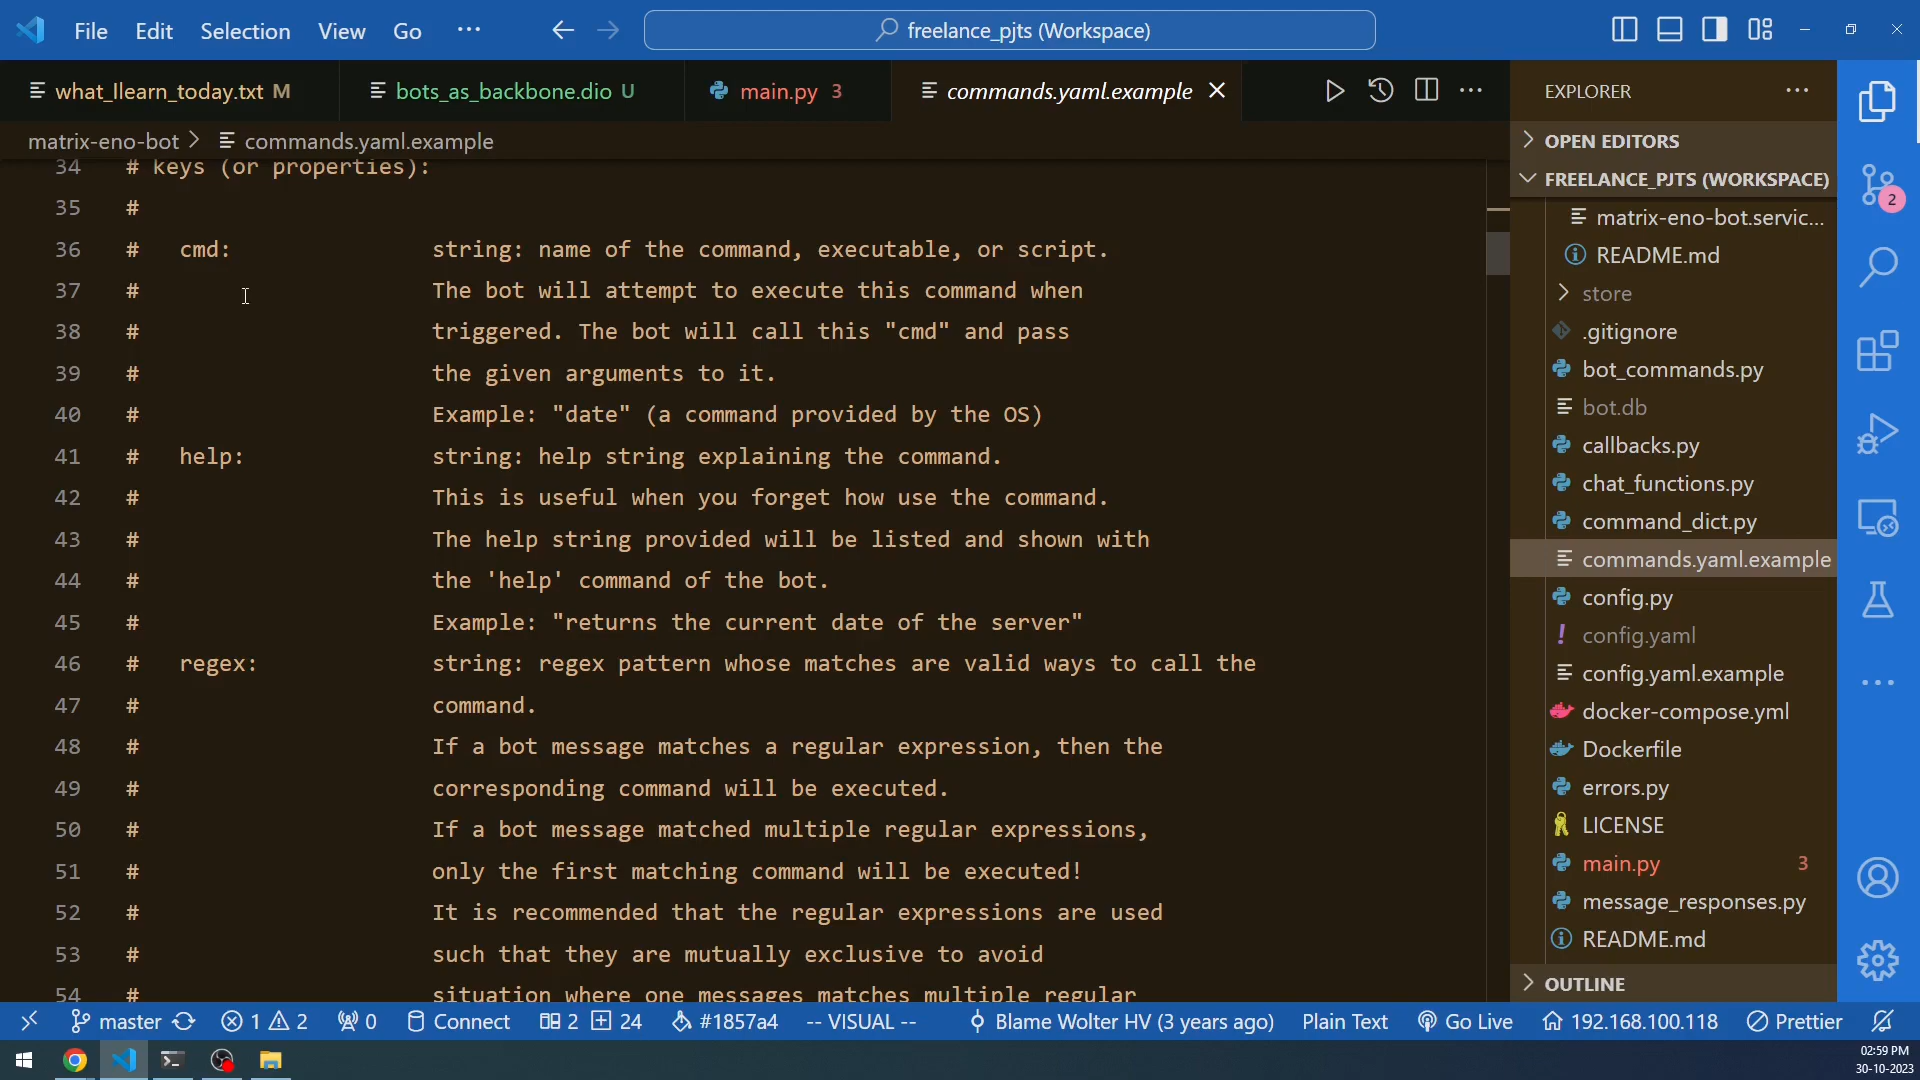 File Edit Selection View Go ··· freelance_pjts (Workspace)
what_Ilearn_today.txt M bots_as_backbone.dio U main.py 3 commands.yaml.example
matrix-eno-bot > commands.yaml.example
34 # keys (or properties):
35 #
36 # cmd: string: name of the command, executable, or script.
37 # The bot will attempt to execute this command when
38 # triggered. The bot will call this "cmd" and pass
39 # the given arguments to it.
40 # Example: "date" (a command provided by the OS)
41 # help: string: help string explaining the command.
42 # This is useful when you forget how use the command.
43 # The help string provided will be listed and shown with
44 # the 'help' command of the bot.
45 # Example: "returns the current date of the server"
46 # regex: string: regex pattern whose matches are valid ways to call the
47 # command.
48 # If a bot message matches a regular expression, then the
49 # corresponding command will be executed.
50 # If a bot message matched multiple regular expressions,
51 # only the first matching command will be executed!
52 # It is recommended that the regular expressions are used
53 # such that they are mutually exclusive to avoid
54 # situation where one messages matches multiple regular
EXPLORER ···
OPEN EDITORS
FREELANCE_PJTS (WORKSPACE)
matrix-eno-bot.servic...
README.md
store
.gitignore
bot_commands.py
bot.db
callbacks.py
chat_functions.py
command_dict.py
commands.yaml.example
config.py
config.yaml
config.yaml.example
docker-compose.yml
Dockerfile
errors.py
LICENSE
main.py 3
message_responses.py
README.md
OUTLINE
2
master 1 2 0 Connect 2 24 #1857a4 -- VISUAL -- Blame Wolter HV (3 years ago) Plain Text Go Live 192.168.100.118 Prettier
02:59 PM
30-10-2023